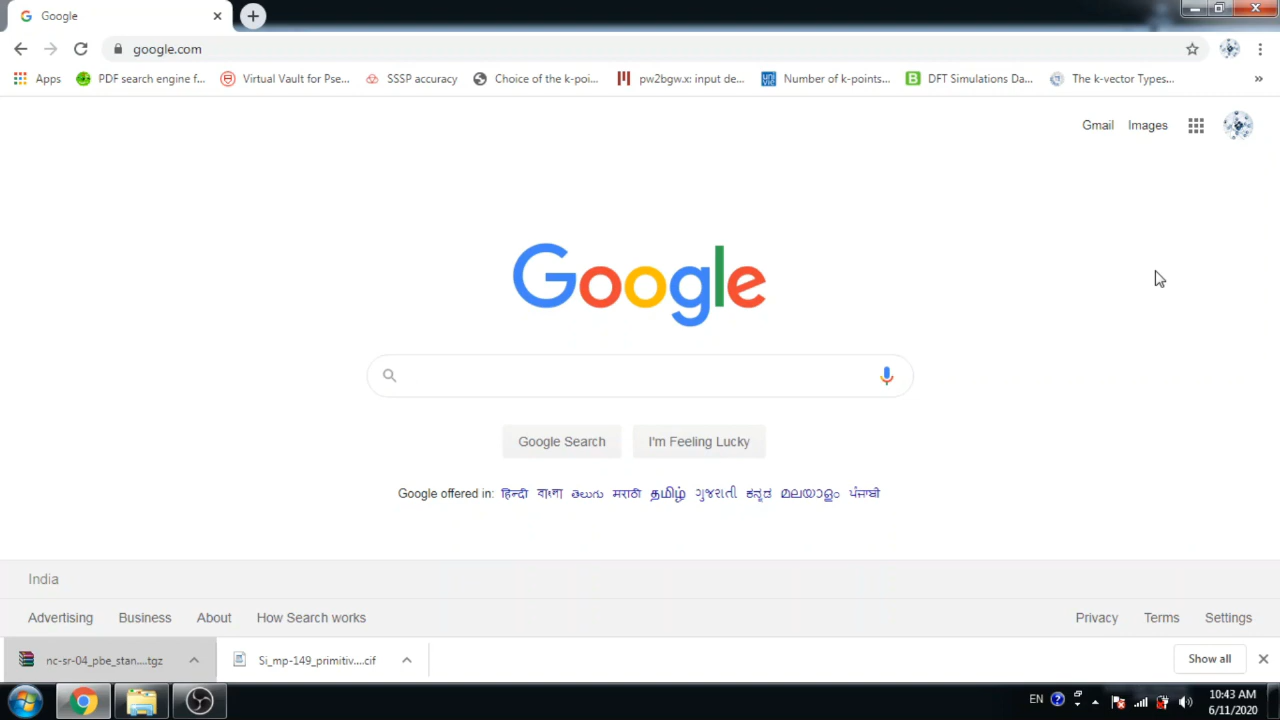 Google
google.com
Apps PDF search engine f... Virtual Vault for Pse... SSSP accuracy Choice of the k-poi... pw2bgw.x: input de... Number of k-points... DFT Simulations Da... The k-vector Types... »
Gmail Images
Google
Google Search I'm Feeling Lucky
Google offered in: हिन्दी বাংলা తెలుగు मराठी தமிழ் ગુજરાતી ಕನ್ನಡ മലയാളം ਪੰਜਾਬੀ
India
Advertising Business About How Search works Privacy Terms Settings
nc-sr-04_pbe_stan....tgz Si_mp-149_primitiv....cif Show all
EN 10:43 AM
6/11/2020